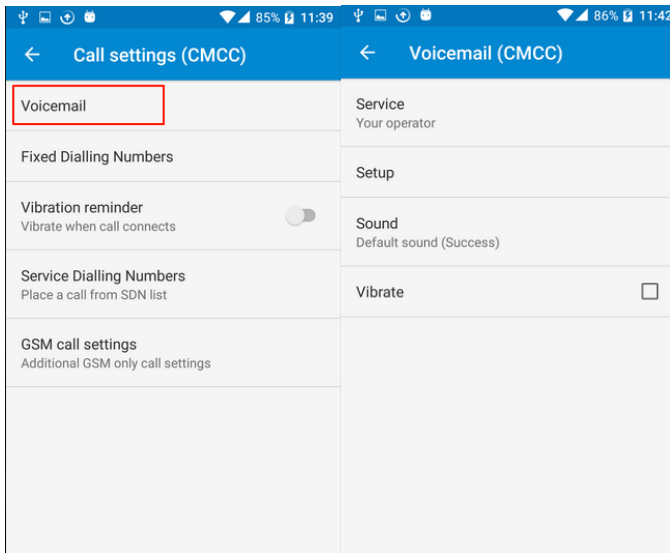 85% 11:39
Call settings (CMCC)
Voicemail
Fixed Dialling Numbers
Vibration reminder
Vibrate when call connects
Service Dialling Numbers
Place a call from SDN list
GSM call settings
Additional GSM only call settings
86% 11:42
Voicemail (CMCC)
Service
Your operator
Setup
Sound
Default sound (Success)
Vibrate